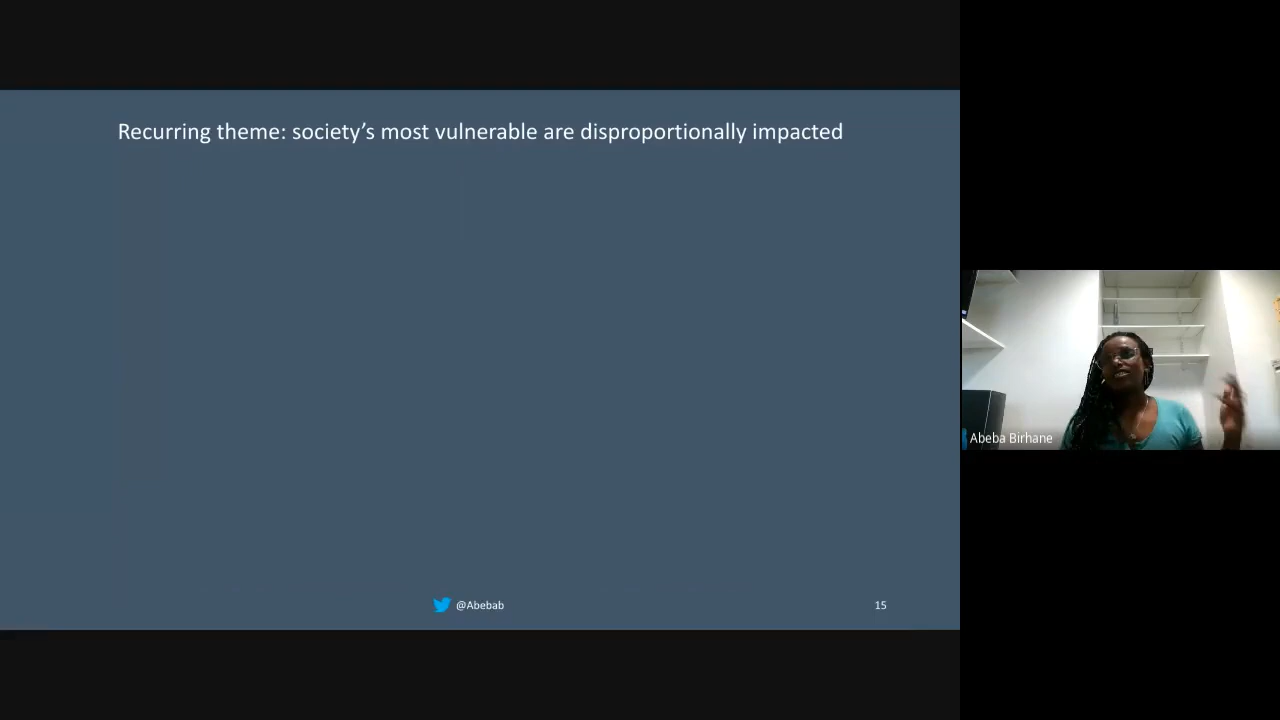 Recurring theme: society’s most vulnerable are disproportionally impacted
Abeba Birhane
@Abebab
15